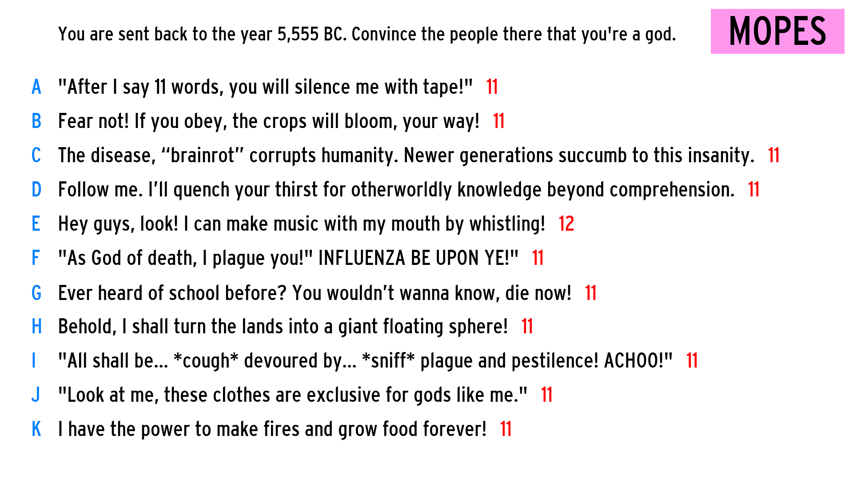 You are sent back to the year 5,555 BC. Convince the people there that you're a god.
MOPES
A "After I say 11 words, you will silence me with tape!" 11
B Fear not! If you obey, the crops will bloom, your way! 11
C The disease, “brainrot” corrupts humanity. Newer generations succumb to this insanity. 11
D Follow me. I’ll quench your thirst for otherworldly knowledge beyond comprehension. 11
E Hey guys, look! I can make music with my mouth by whistling! 12
F "As God of death, I plague you!" INFLUENZA BE UPON YE!" 11
G Ever heard of school before? You wouldn’t wanna know, die now! 11
H Behold, I shall turn the lands into a giant floating sphere! 11
I "All shall be... *cough* devoured by... *sniff* plague and pestilence! ACHOO!" 11
J "Look at me, these clothes are exclusive for gods like me." 11
K I have the power to make fires and grow food forever! 11